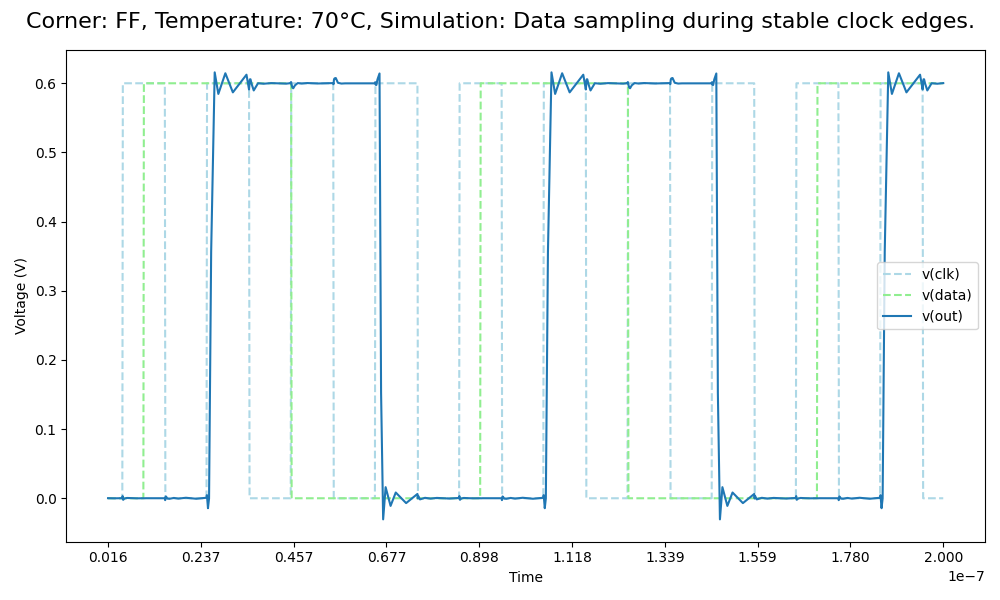 Corner: FF, Temperature: 70°C, Simulation: Data sampling during stable clock edges.
0.6
0.5
0.4
0.3
0.2
0.1
0.0
Voltage (V)
v(clk)
v(data)
v(out)
0.016 0.237 0.457 0.677 0.898 1.118 1.339 1.559 1.780 2.000
1e−7
Time